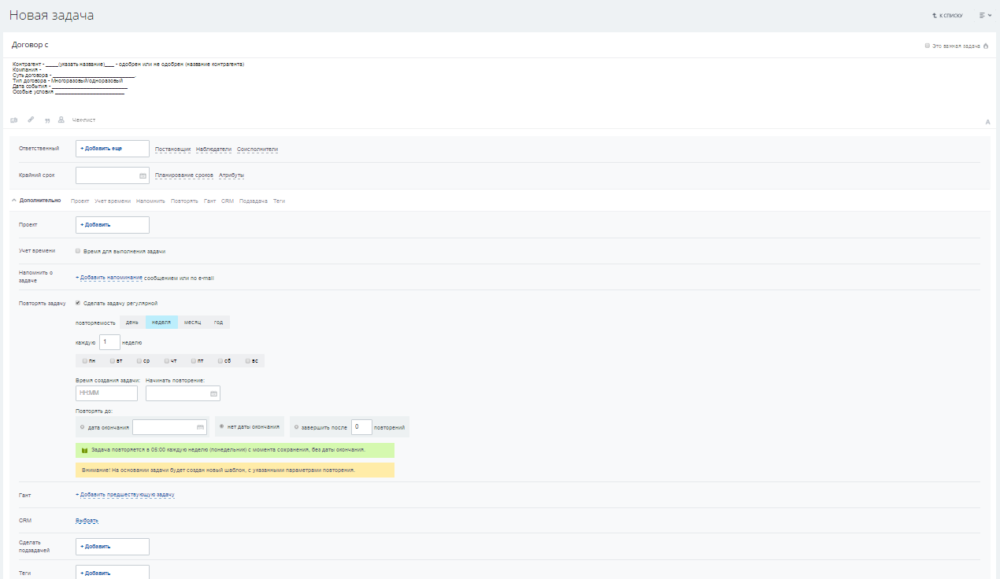 Новая задача
К СПИСКУ
Договор с
Это важная задача
Контрагент - _____(указать название)____ - одобрен или не одобрен (название контрагента)
Компания -
Суть договора - __________________________.
Тип договора - Многоразовый/одноразовый
Дата события - ________________________
Особые условия ______________________
Чек-лист
A
Ответственный + Добавить еще Постановщик Наблюдатели Соисполнители
Крайний срок Планирование сроков Атрибуты
Дополнительно Проект Учет времени Напомнить Повторять Гант CRM Подзадача Теги
Проект + Добавить
Учет времени Время для выполнения задачи
Напомнить о
задаче
+ Добавить напоминание сообщением или по e-mail
Повторять задачу Сделать задачу регулярной
повторяемость день неделя месяц год
каждую 1 неделю
пн вт ср чт пт сб вс
Время создания задачи: Начинать повторение:
НН:ММ
Повторять до:
дата окончания нет даты окончания завершить после 0 повторений
Задача повторяется в 05:00 каждую неделю (понедельник) с момента сохранения, без даты окончания.
Внимание! На основании задачи будет создан новый шаблон, с указанными параметрами повторения.
Гант + Добавить предшествующую задачу
CRM Выбрать
Сделать
подзадачей
+ Добавить
Теги + Добавить